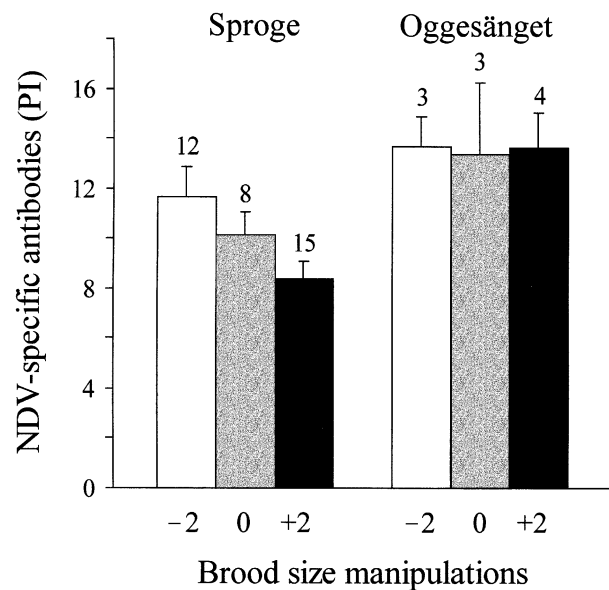 Sproge Oggesänget
NDV-specific antibodies (PI)
16
12
8
4
0
12
8
15
3
3
4
−2 0 +2 −2 0 +2
Brood size manipulations